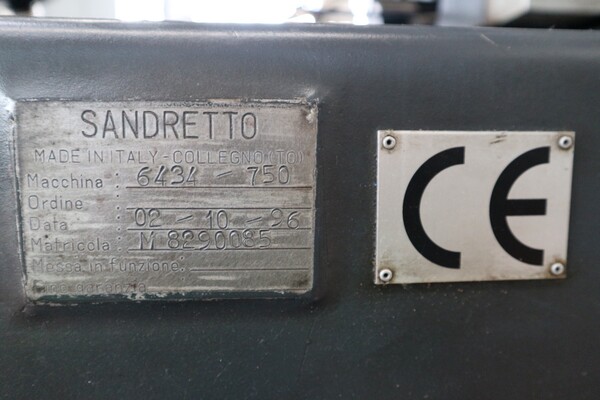 SANDRETTO
MADE IN ITALY - COLLEGNO (TO)
Macchina : 6434 - 750
Ordine :
Data : 02 - 10 - 96
Matricola : M 8290085
Messa in funzione :
CE